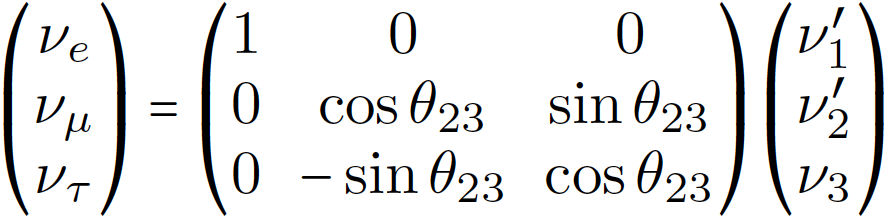 (ν_e) = (1 0 0) (ν′_1)
(ν_μ) = (0 cos θ_23 sin θ_23) (ν′_2)
(ν_τ) = (0 − sin θ_23 cos θ_23) (ν_3)